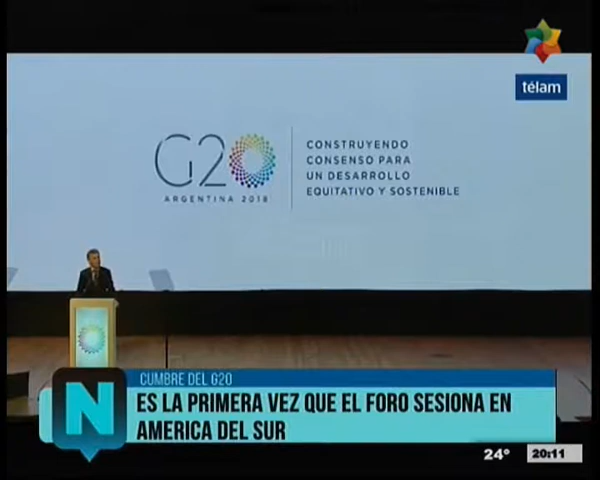 télam
G20
ARGENTINA 2018
CONSTRUYENDO
CONSENSO PARA
UN DESARROLLO
EQUITATIVO Y SOSTENIBLE
CUMBRE DEL G20
N
ES LA PRIMERA VEZ QUE EL FORO SESIONA EN
AMERICA DEL SUR
24° 20:11